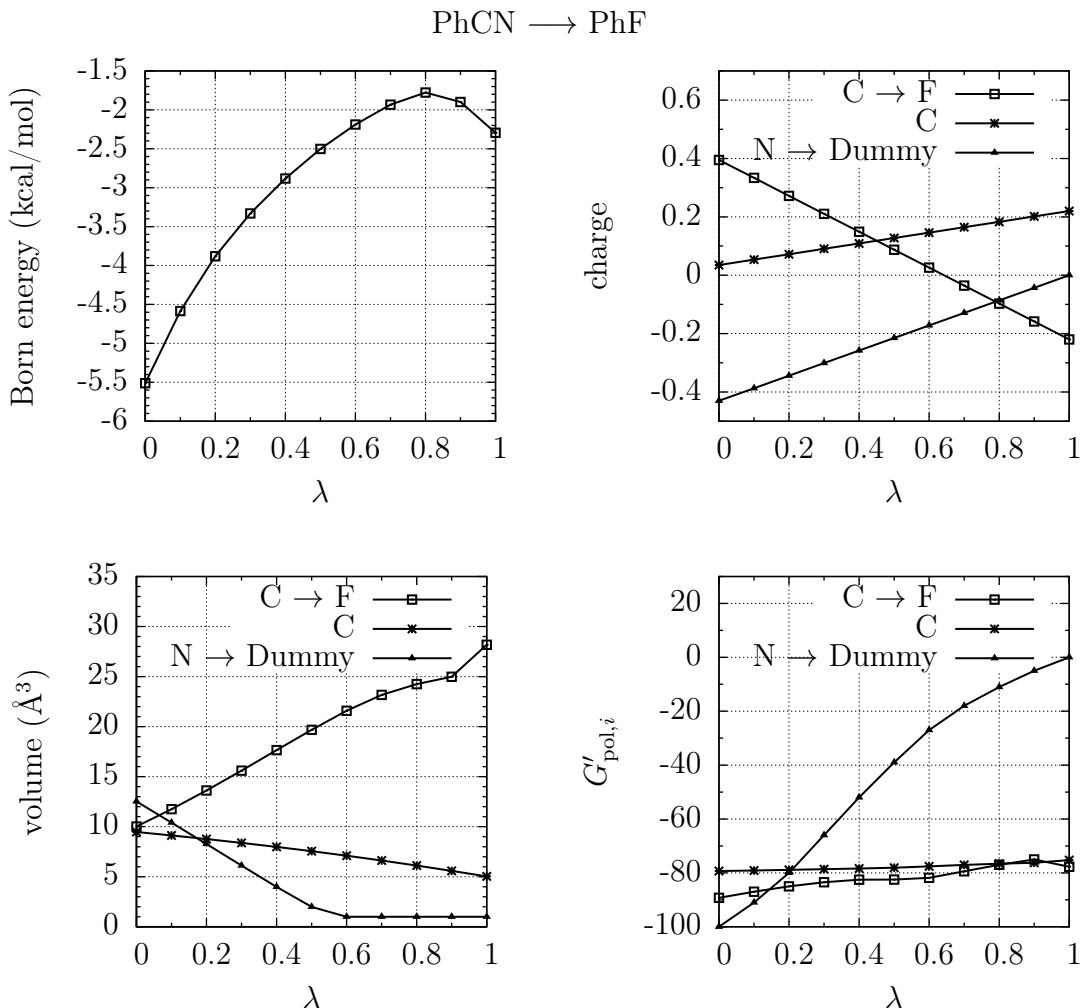 PhCN ⟶ PhF
Born energy (kcal/mol)
-1.5
-2
-2.5
-3
-3.5
-4
-4.5
-5
-5.5
-6
0 0.2 0.4 0.6 0.8 1
λ
charge
0.6
0.4
0.2
0
-0.2
-0.4
C → F
C
N → Dummy
0 0.2 0.4 0.6 0.8 1
λ
volume (Å³)
35
30
25
20
15
10
5
0
C → F
C
N → Dummy
0 0.2 0.4 0.6 0.8 1
λ
G′pol,i
20
0
-20
-40
-60
-80
-100
C → F
C
N → Dummy
0 0.2 0.4 0.6 0.8 1
λ